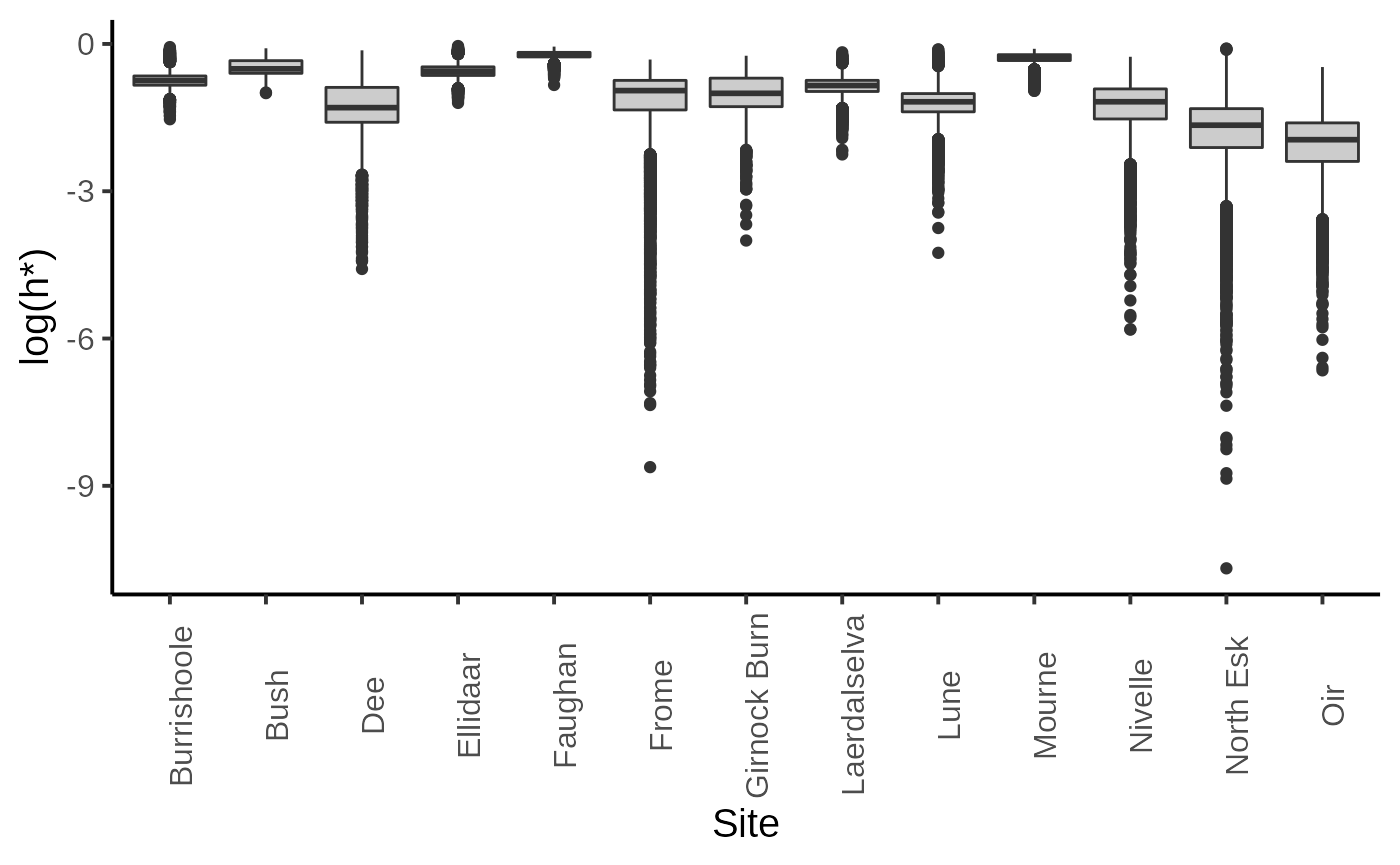 log(h*)
0
-3
-6
-9
Burrishoole
Bush
Dee
Ellidaar
Faughan
Frome
Girnock Burn
Laerdalselva
Lune
Mourne
Nivelle
North Esk
Oir
Site